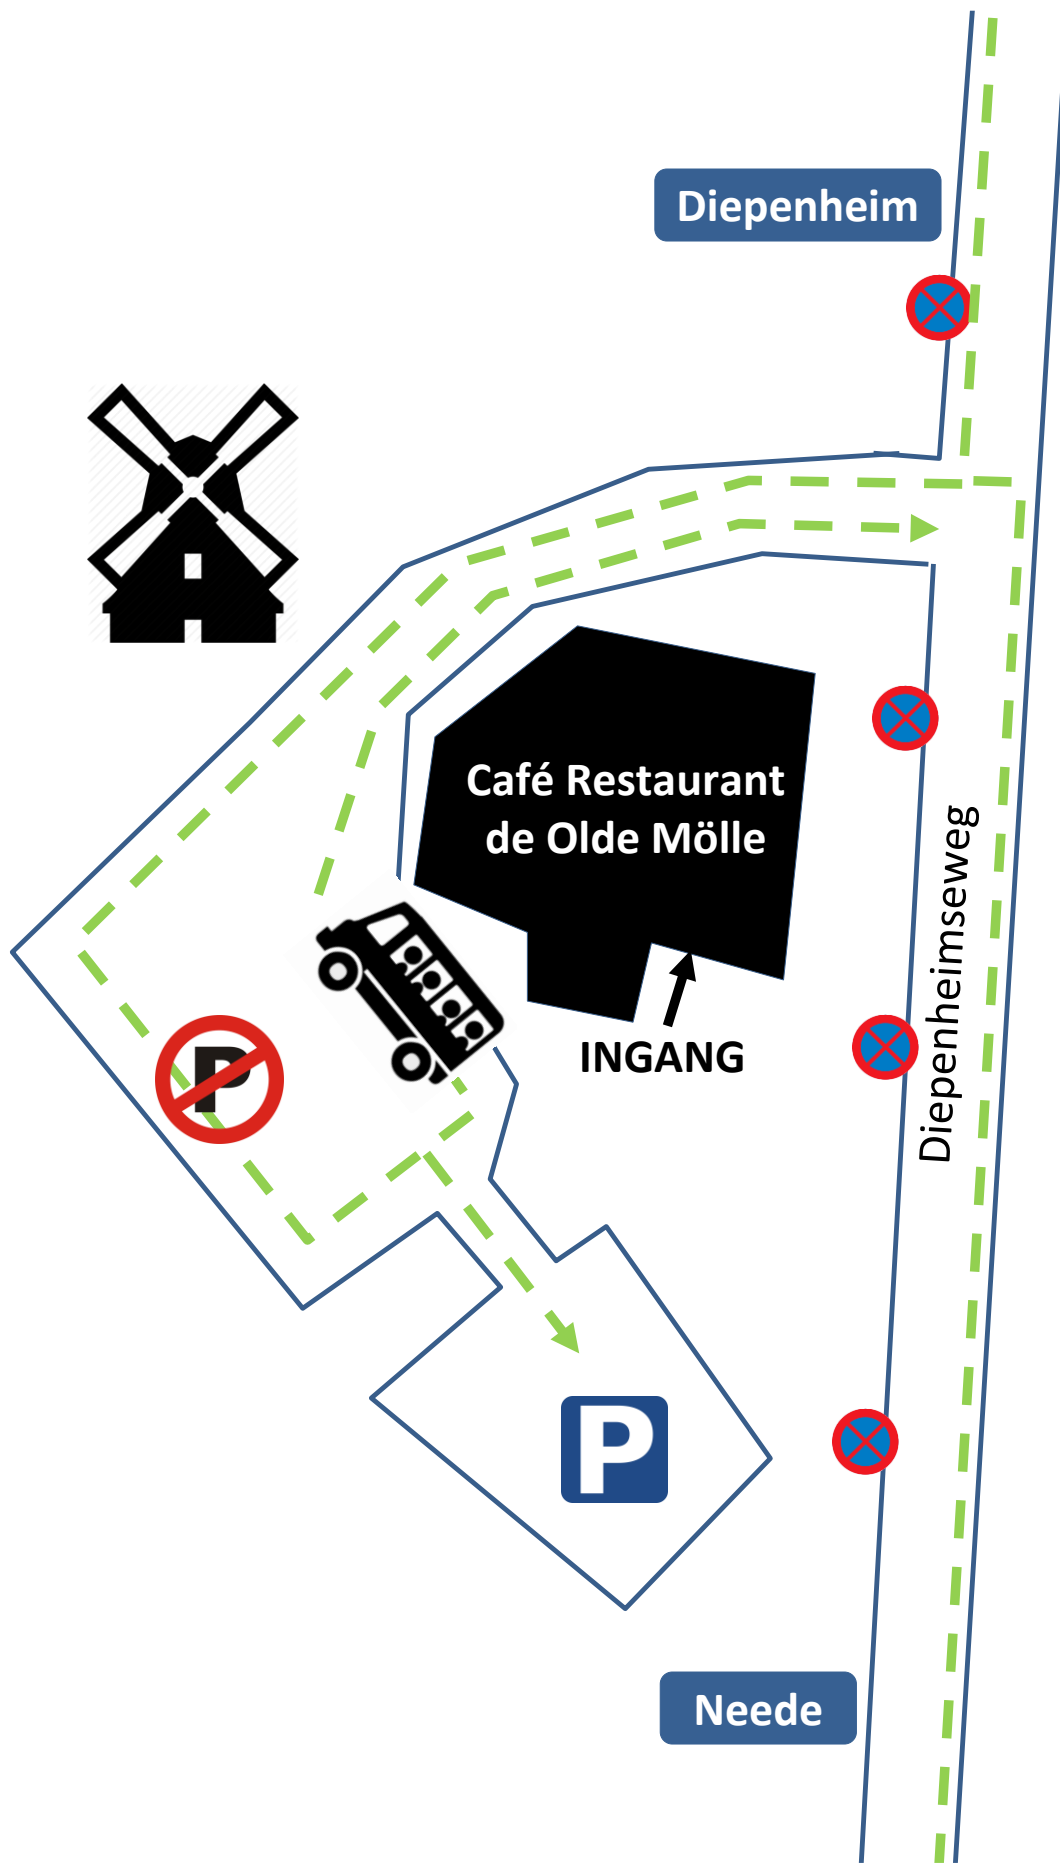 Diepenheim
Café Restaurant
de Olde Mölle
Diepenheimseweg
INGANG
P
P
Neede